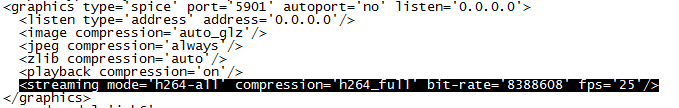 <graphics type='spice' port='5901' autoport='no' listen='0.0.0.0'>
<listen type='address' address='0.0.0.0'/>
<image compression='auto_glz'/>
<jpeg compression='always'/>
<zlib compression='auto'/>
<playback compression='on'/>
<streaming mode='h264-all' compression='h264_full' bit-rate='8388608' fps='25'/>
</graphics>